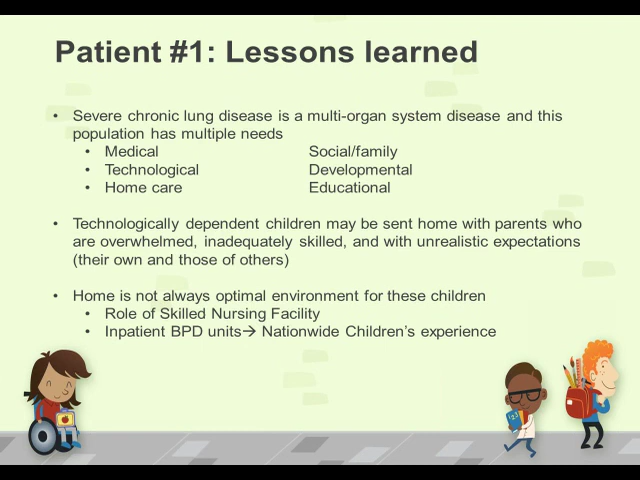 Patient #1: Lessons learned
• Severe chronic lung disease is a multi-organ system disease and this
population has multiple needs
• Medical Social/family
• Technological Developmental
• Home care Educational
• Technologically dependent children may be sent home with parents who
are overwhelmed, inadequately skilled, and with unrealistic expectations
(their own and those of others)
• Home is not always optimal environment for these children
• Role of Skilled Nursing Facility
• Inpatient BPD units→ Nationwide Children's experience